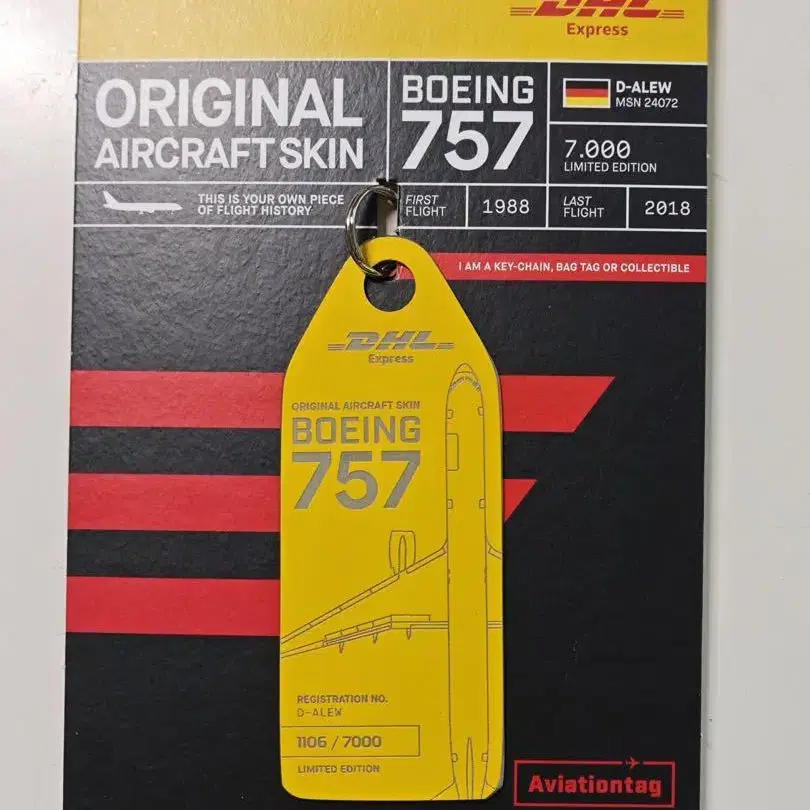 DHL
Express
ORIGINAL
AIRCRAFT SKIN
BOEING
757
D-ALEW
MSN 24072
7.000
LIMITED EDITION
THIS IS YOUR OWN PIECE
OF FLIGHT HISTORY
FIRST
FLIGHT
1988
LAST
FLIGHT
2018
I AM A KEY-CHAIN, BAG TAG OR COLLECTIBLE
DHL
Express
ORIGINAL AIRCRAFT SKIN
BOEING
757
REGISTRATION NO.
D-ALEW
1106 / 7000
LIMITED EDITION
Aviationtag